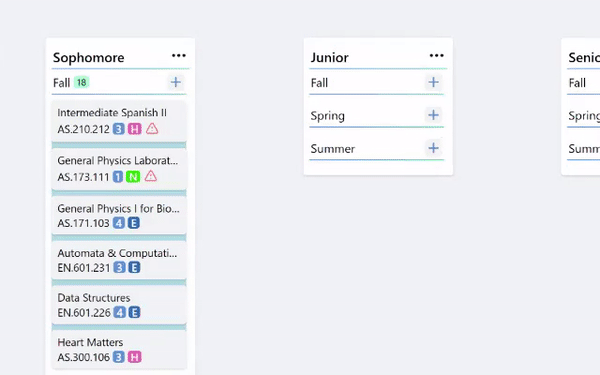 Sophomore
Fall 18
Intermediate Spanish II
AS.210.212 3 H
General Physics Laborat...
AS.173.111 1 N
General Physics I for Bio...
AS.171.103 4 E
Automata & Computati...
EN.601.231 3 E
Data Structures
EN.601.226 4 E
Heart Matters
AS.300.106 3 H
Junior
Fall
Spring
Summer
Senio
Fall
Spring
Summ